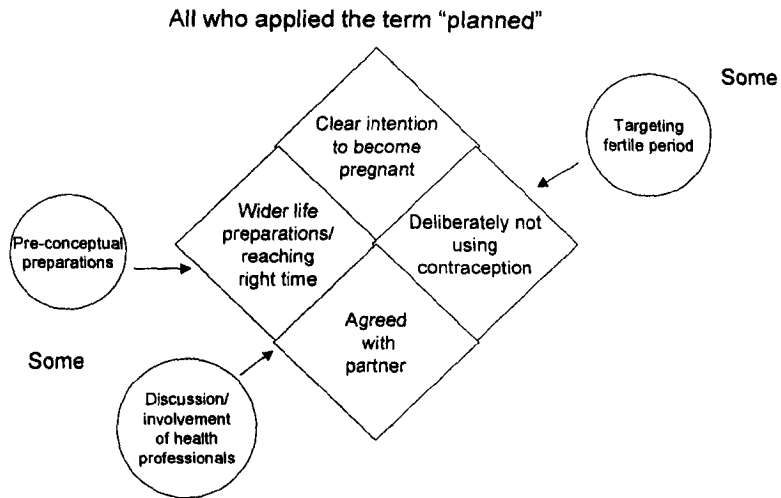 All who applied the term “planned”
Some
Clear intention
to become
pregnant
Targeting
fertile period
Wider life
preparations/
reaching
right time
Deliberately not
using
contraception
Pre-conceptual
preparations
Agreed
with
partner
Some
Discussion/
involvement
of health
professionals